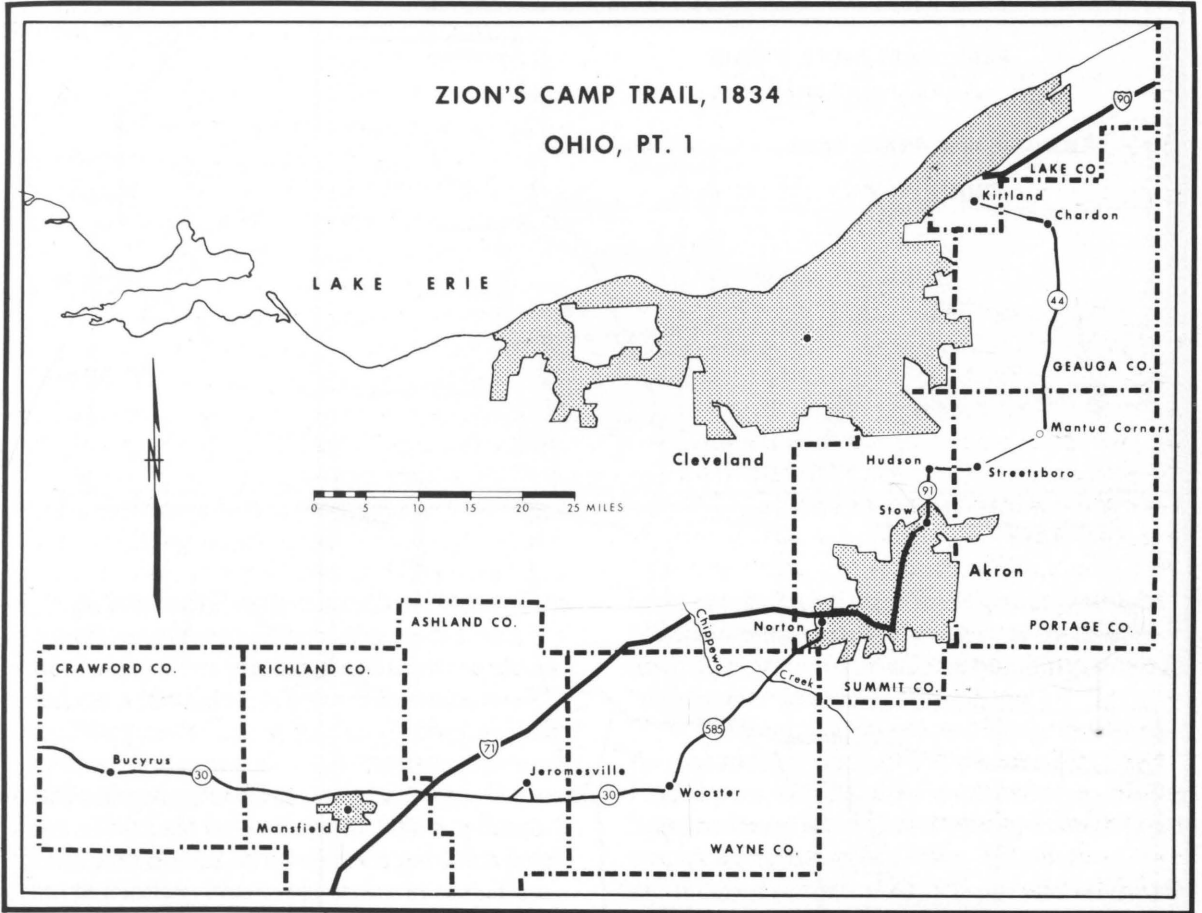 ZION'S CAMP TRAIL, 1834
OHIO, PT. 1
90
LAKE CO.
Kirtland
Chardon
LAKE ERIE
44
GEAUGA CO.
Mantua Corners
Cleveland
Hudson
Streetsboro
91
N
0 5 10 15 20 25 MILES
Stow
Akron
ASHLAND CO.
Chippewa
Norton
PORTAGE CO.
CRAWFORD CO.
RICHLAND CO.
Creek
SUMMIT CO.
71
585
Bucyrus
30
Jeromesville
30
Wooster
Mansfield
WAYNE CO.